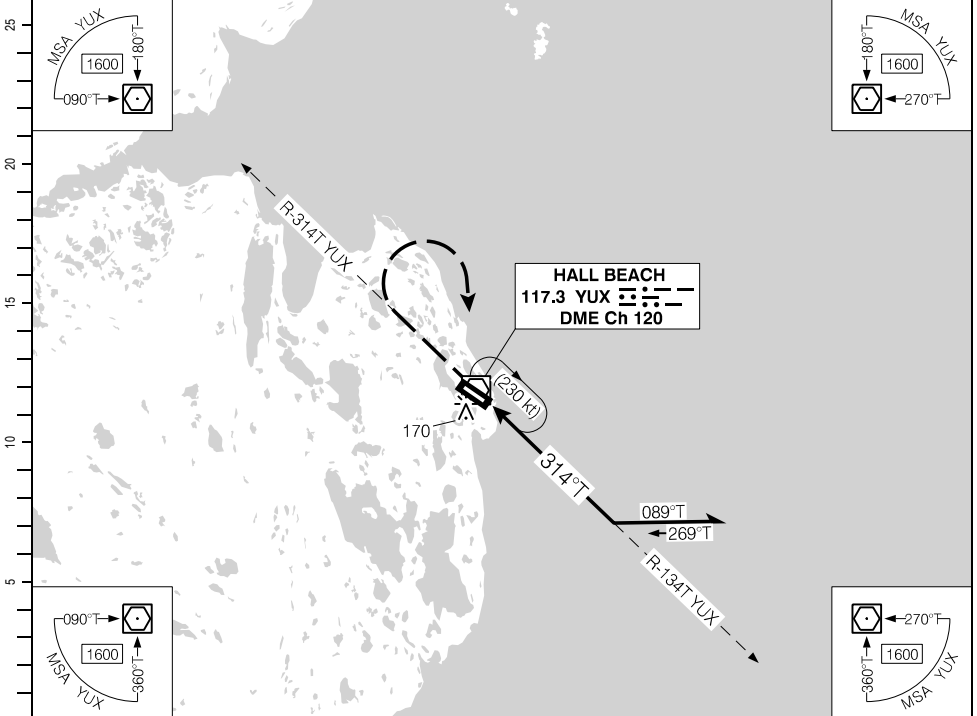 MSA YUX
180°T
1600
090°T
MSA YUX
180°T
1600
270°T
25
20
15
10
5
R-314T YUX
HALL BEACH
117.3 YUX
DME Ch 120
(230 kt)
170
314°T
089°T
269°T
R-134T YUX
090°T
1600
360°T
MSA YUX
270°T
1600
360°T
MSA YUX